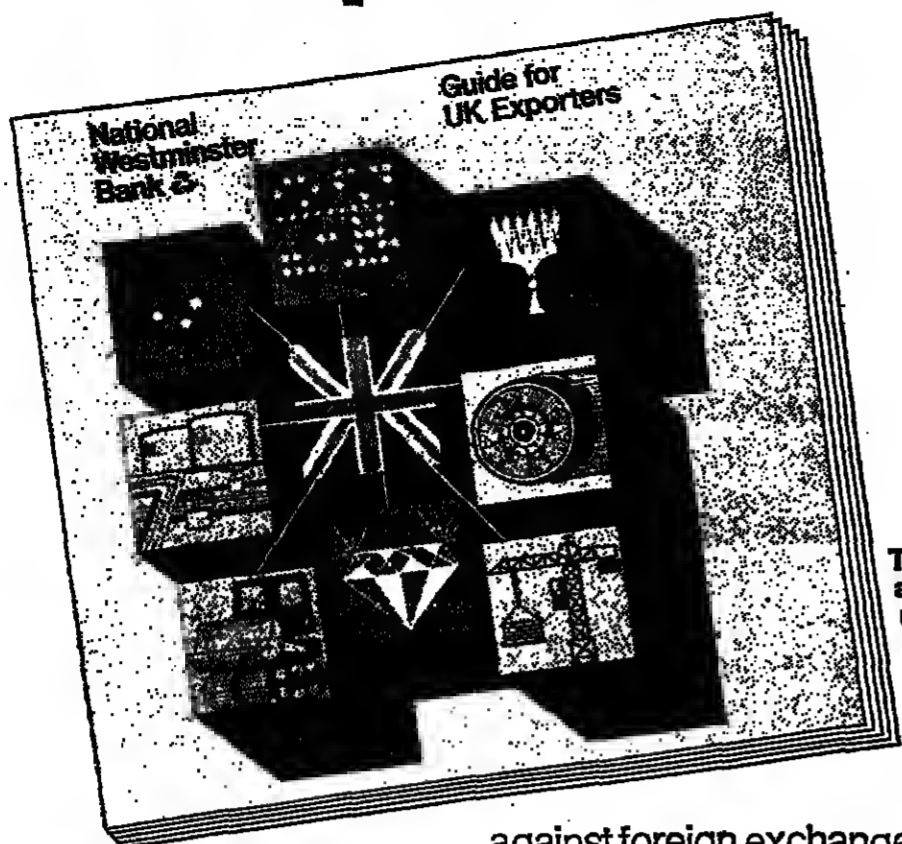 National
Westminster
Bank
Guide for
UK Exporters
against foreign exchange